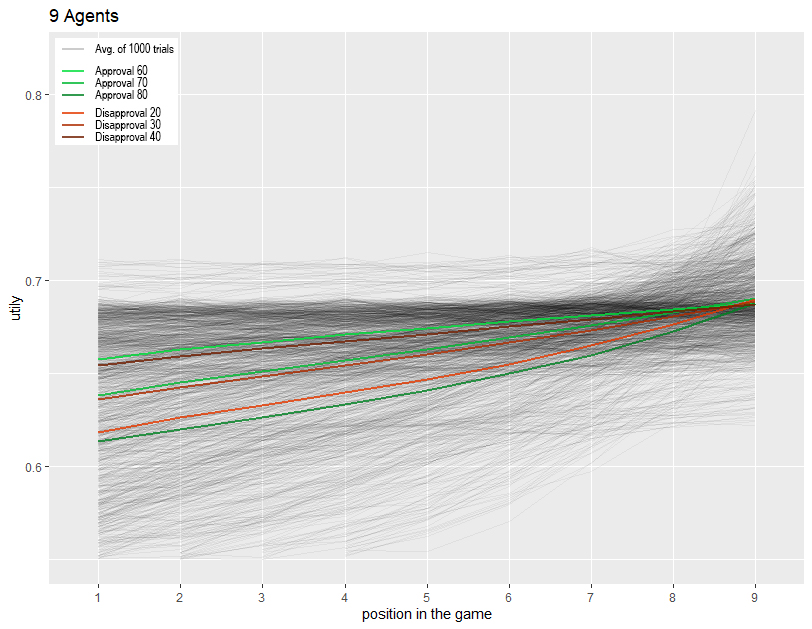 9 Agents
Avg. of 1000 trials
Approval 60
Approval 70
Approval 80
Disapproval 20
Disapproval 30
Disapproval 40
0.8
0.7
0.6
utily
1 2 3 4 5 6 7 8 9
position in the game